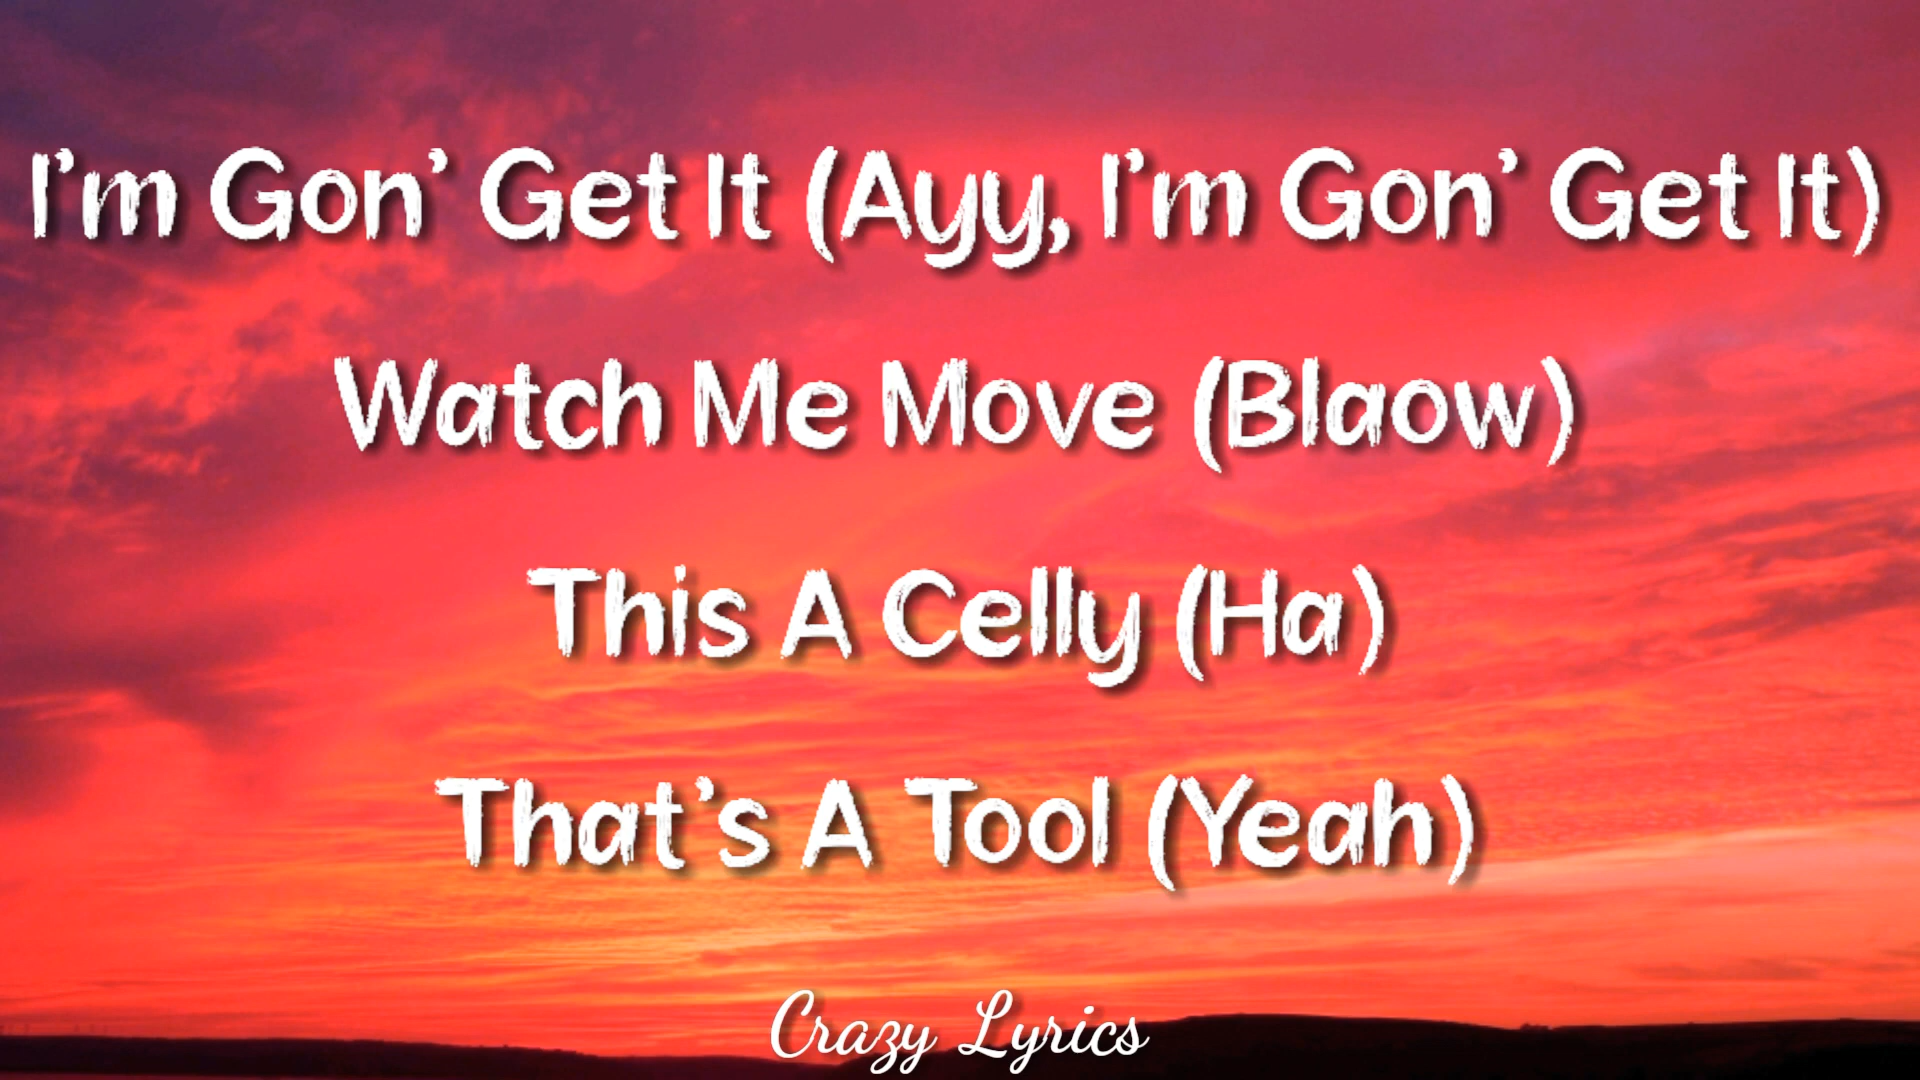 I'm Gon' Get It (Ayy, I'm Gon' Get It)
Watch Me Move (Blaow)
This A Celly (Ha)
That's A Tool (Yeah)
Crazy Lyrics